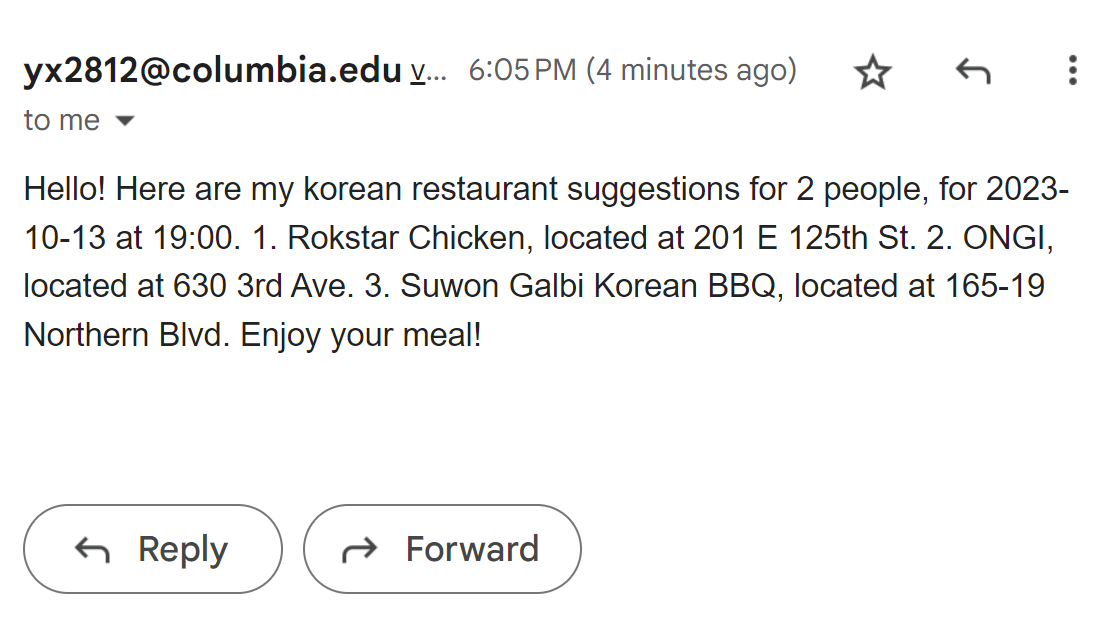 yx2812@columbia.edu v... 6:05 PM (4 minutes ago)
to me
Hello! Here are my korean restaurant suggestions for 2 people, for 2023-
10-13 at 19:00. 1. Rokstar Chicken, located at 201 E 125th St. 2. ONGI,
located at 630 3rd Ave. 3. Suwon Galbi Korean BBQ, located at 165-19
Northern Blvd. Enjoy your meal!
Reply Forward